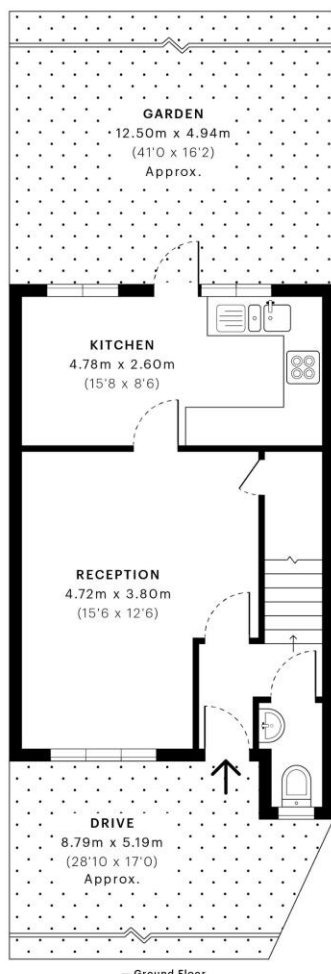 GARDEN
12.50m x 4.94m
(41'0 x 16'2)
Approx.
KITCHEN
4.78m x 2.60m
(15'8 x 8'6)
RECEPTION
4.72m x 3.80m
(15'6 x 12'6)
DRIVE
8.79m x 5.19m
(28'10 x 17'0)
Approx.
— Ground Floor